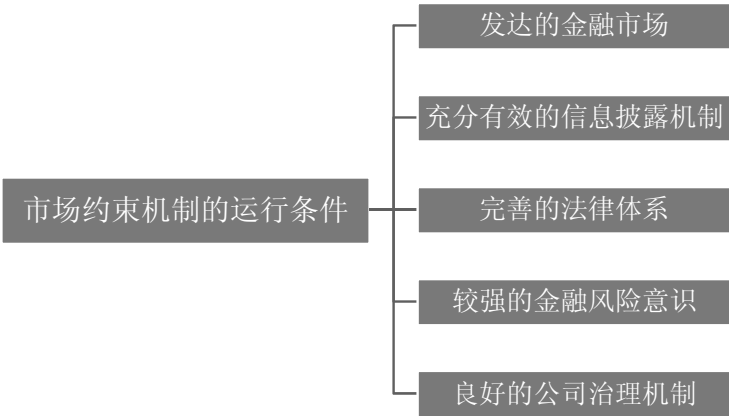 发达的金融市场
充分有效的信息披露机制
市场约束机制的运行条件
完善的法律体系
较强的金融风险意识
良好的公司治理机制